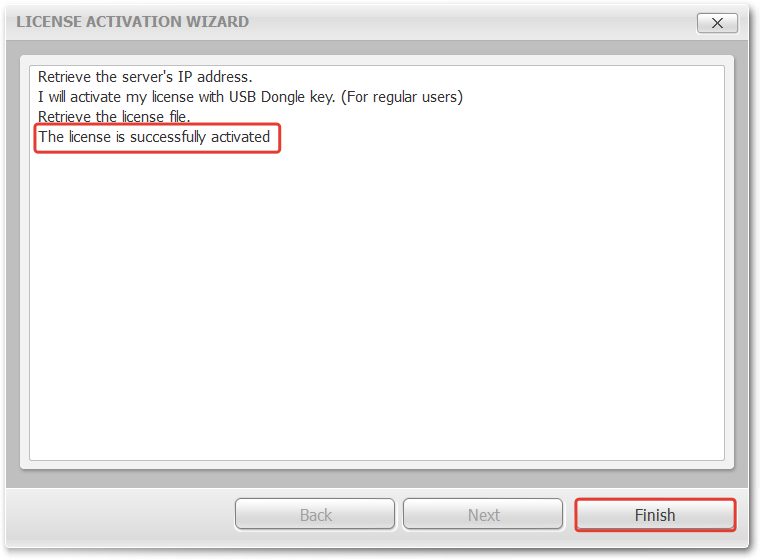 LICENSE ACTIVATION WIZARD
Retrieve the server's IP address.
I will activate my license with USB Dongle key. (For regular users)
Retrieve the license file.
The license is successfully activated
Back
Next
Finish